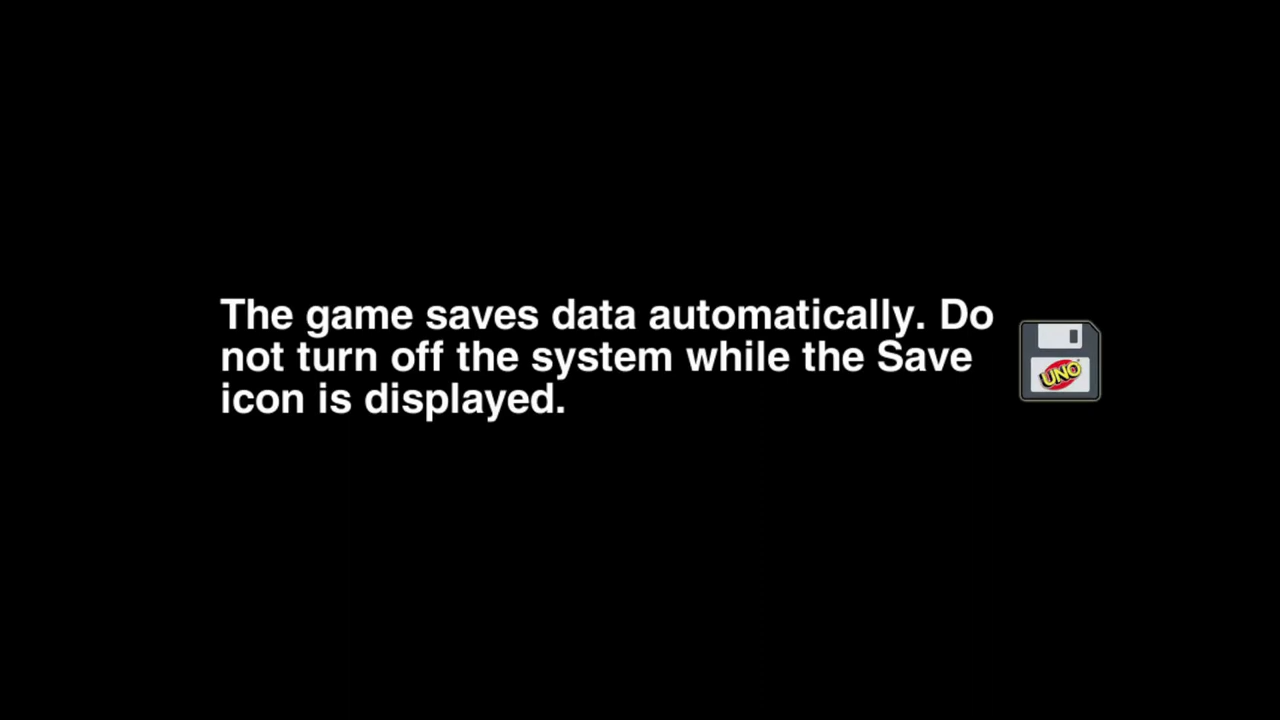 The game saves data automatically. Do
not turn off the system while the Save
icon is displayed.
UNO